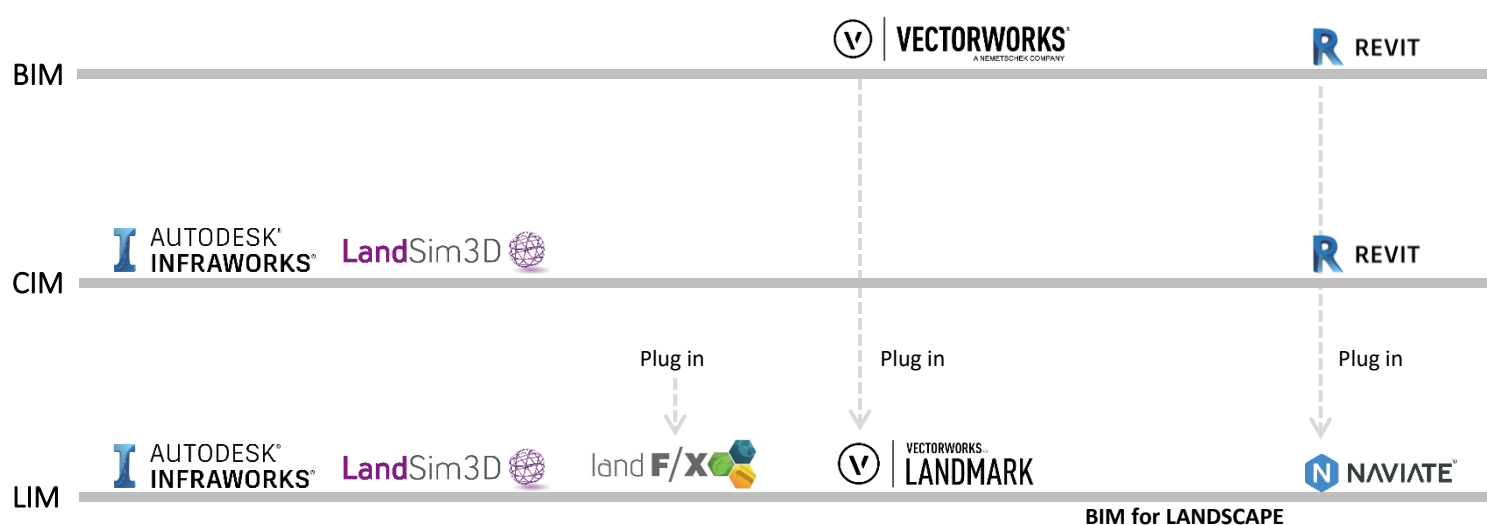 VECTORWORKS®
A NEMETSCHEK COMPANY
REVIT
BIM
AUTODESK®
INFRAWORKS®
LandSim3D
REVIT
CIM
Plug in
Plug in
Plug in
AUTODESK®
INFRAWORKS®
LandSim3D
land F/X
VECTORWORKS
LANDMARK
NAVIATE
LIM
BIM for LANDSCAPE